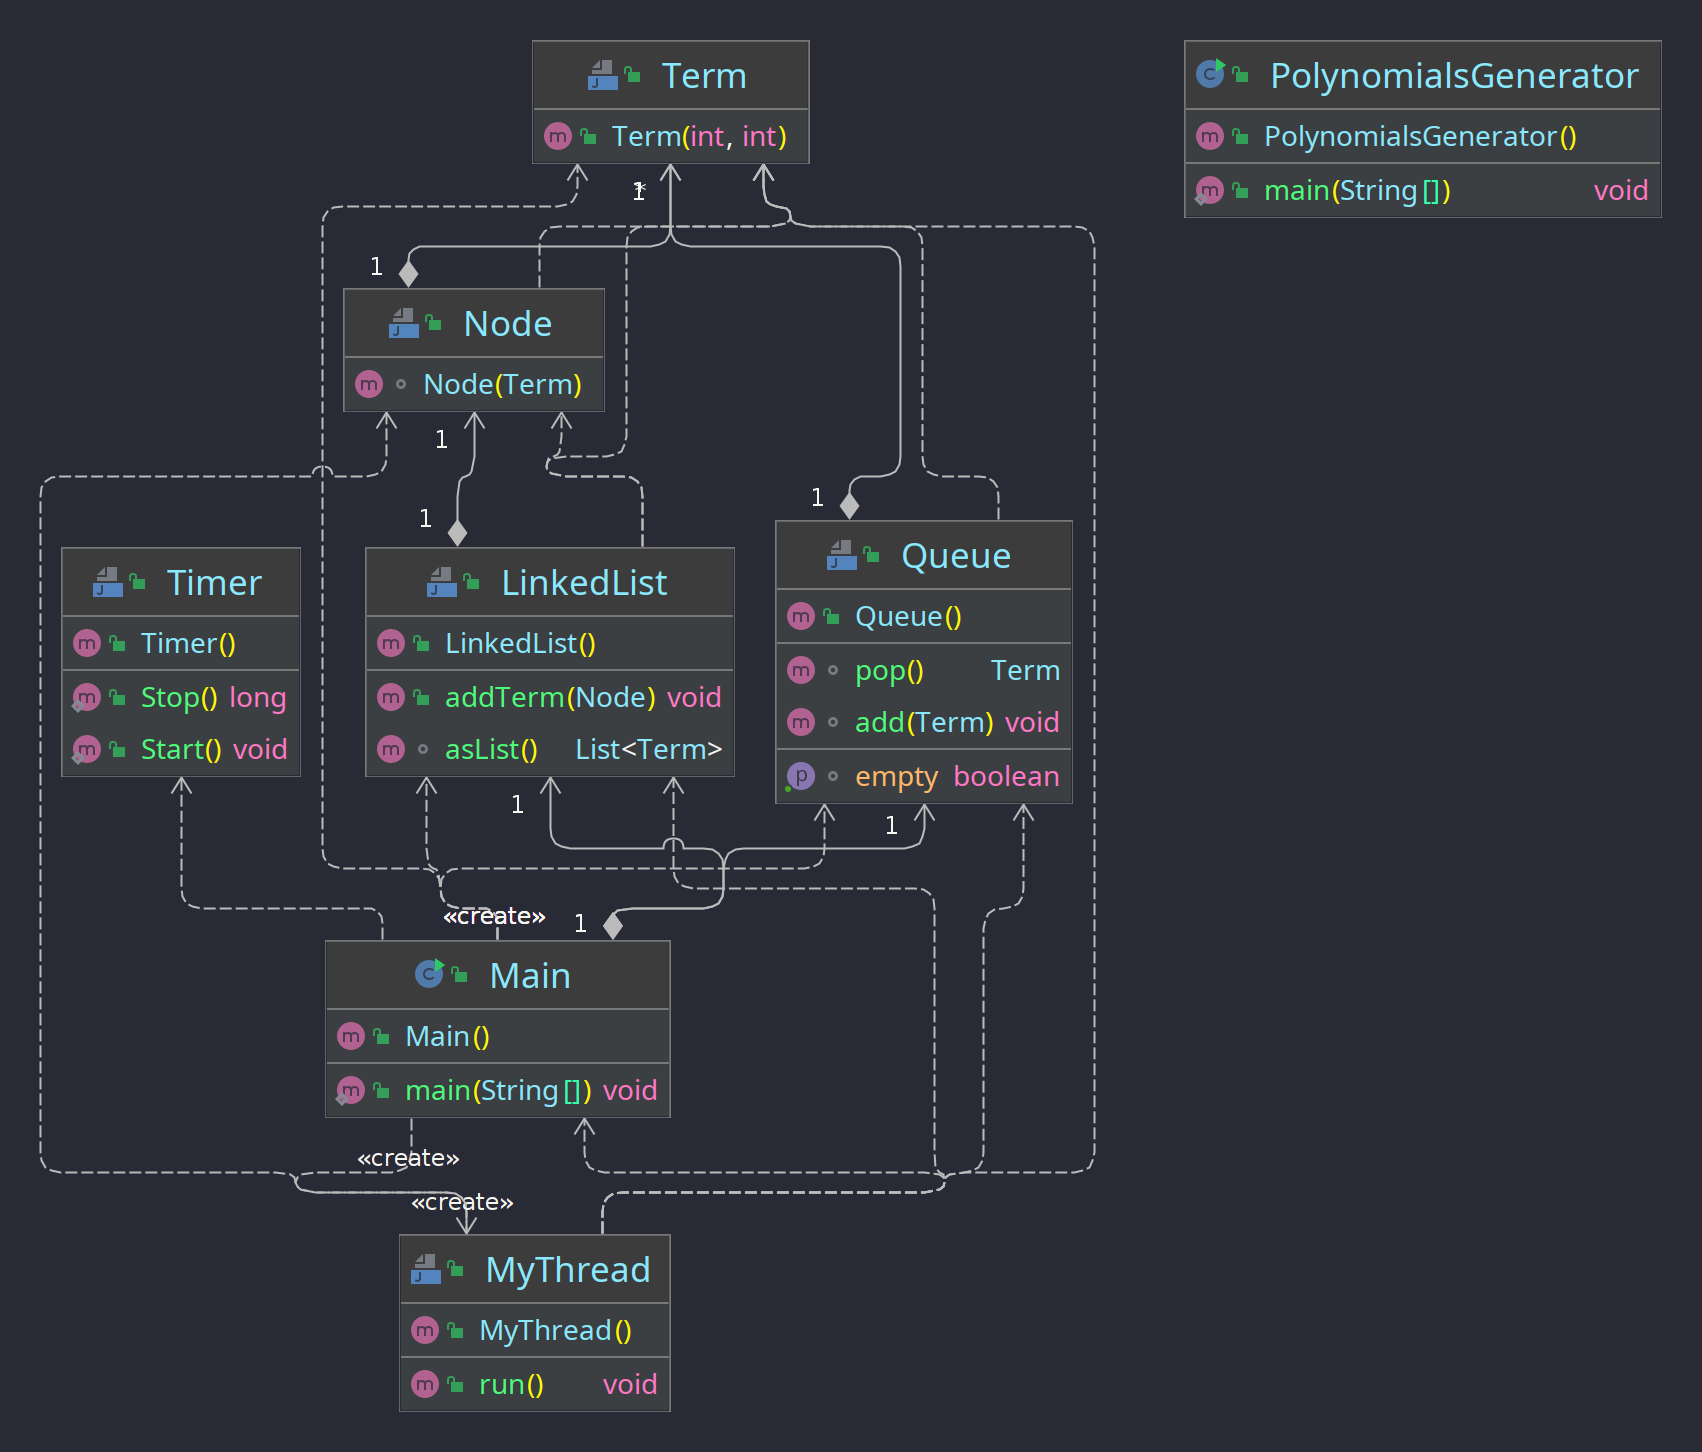 Term
Term(int, int)
PolynomialsGenerator
PolynomialsGenerator()
main(String[]) void
1
*
1
Node
Node(Term)
1
1
1
Timer
Timer()
Stop() long
Start() void
LinkedList
LinkedList()
addTerm(Node) void
asList() List<Term>
Queue
Queue()
pop() Term
add(Term) void
empty boolean
1
1
«create»
1
Main
Main()
main(String[]) void
«create»
«create»
MyThread
MyThread()
run() void